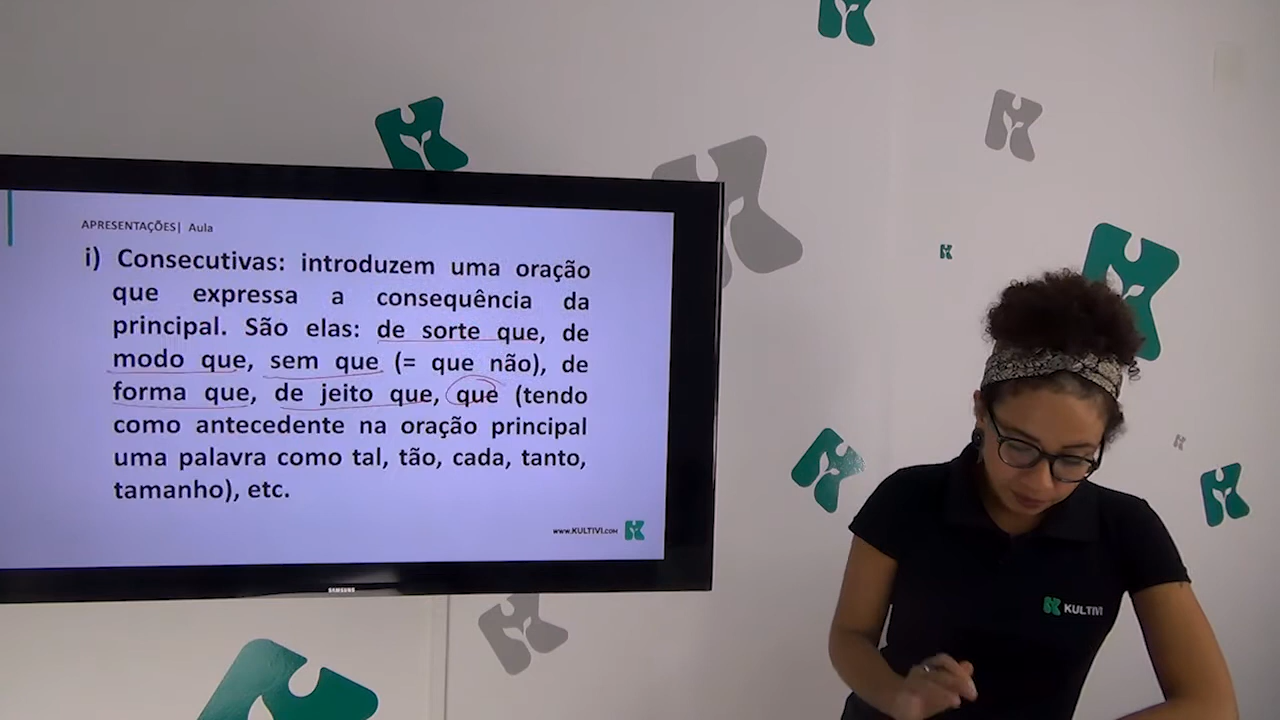 APRESENTAÇÕES| Aula
i) Consecutivas: introduzem uma oração
que expressa a consequência da
principal. São elas: de sorte que, de
modo que, sem que (= que não), de
forma que, de jeito que, que (tendo
como antecedente na oração principal
uma palavra como tal, tão, cada, tanto,
tamanho), etc.
www.KULTIVI.COM
SAMSUNG
KULTIVI